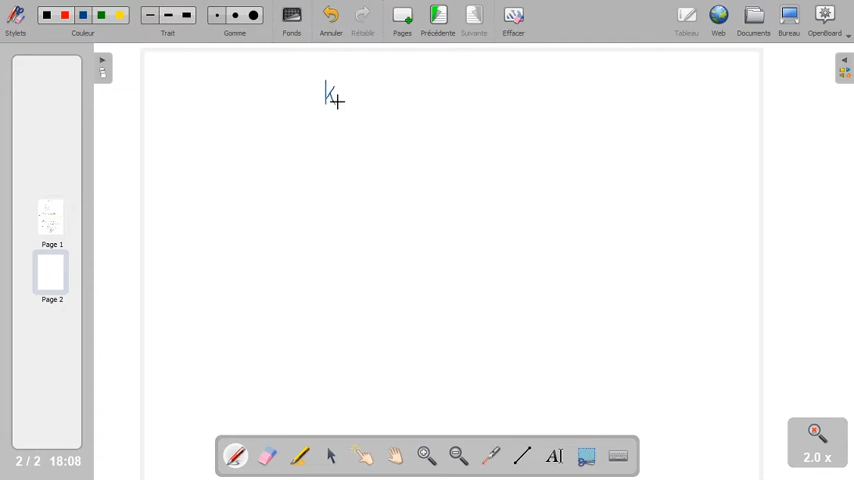 Stylets Couleur Trait Gomme Fonds Annuler Rétablir Pages Précédente Suivante Effacer Tableau Web Documents Bureau OpenBoard
k
Page 1
Page 2
2 / 2 18:08
AI
2.0 x